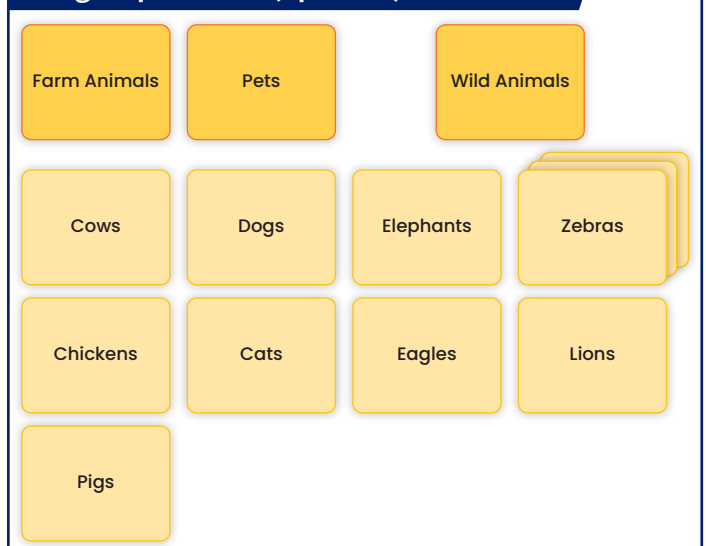 Farm Animals
Pets
Wild Animals
Cows
Dogs
Elephants
Zebras
Chickens
Cats
Eagles
Lions
Pigs